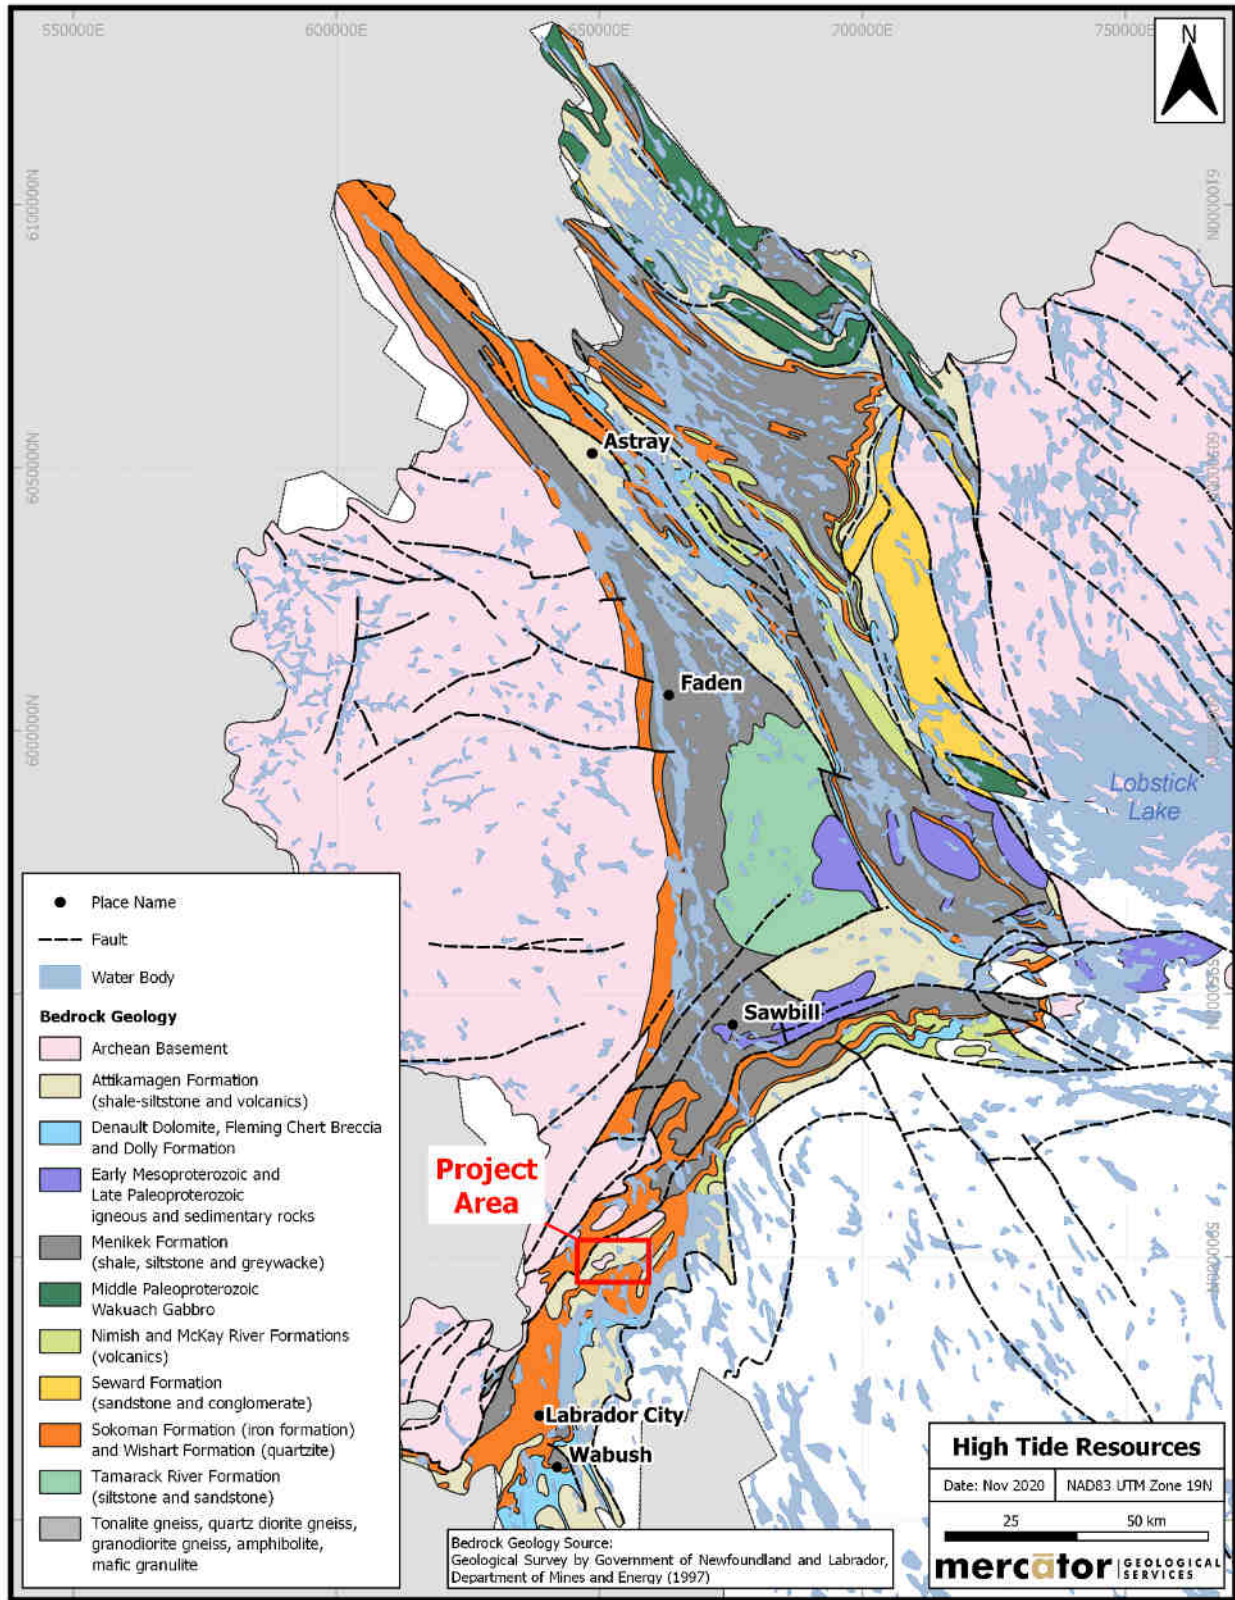 550000E 600000E 650000E 700000E 750000E
N
6100000N
6100000N
6050000N
6050000N
6000000N
5950000N
5900000N
Astray
Faden
Lobstick
Lake
Sawbill
Project
Area
Labrador City
Wabush
Place Name
Fault
Water Body
Bedrock Geology
Archean Basement
Attikamagen Formation
(shale-siltstone and volcanics)
Denault Dolomite, Fleming Chert Breccia
and Dolly Formation
Early Mesoproterozoic and
Late Paleoproterozoic
igneous and sedimentary rocks
Menikek Formation
(shale, siltstone and greywacke)
Middle Paleoproterozoic
Wakuach Gabbro
Nimish and McKay River Formations
(volcanics)
Seward Formation
(sandstone and conglomerate)
Sokoman Formation (iron formation)
and Wishart Formation (quartzite)
Tamarack River Formation
(siltstone and sandstone)
Tonalite gneiss, quartz diorite gneiss,
granodiorite gneiss, amphibolite,
mafic granulite
Bedrock Geology Source:
Geological Survey by Government of Newfoundland and Labrador,
Department of Mines and Energy (1997)
High Tide Resources
Date: Nov 2020 NAD83 UTM Zone 19N
25 50 km
mercātor GEOLOGICAL
SERVICES